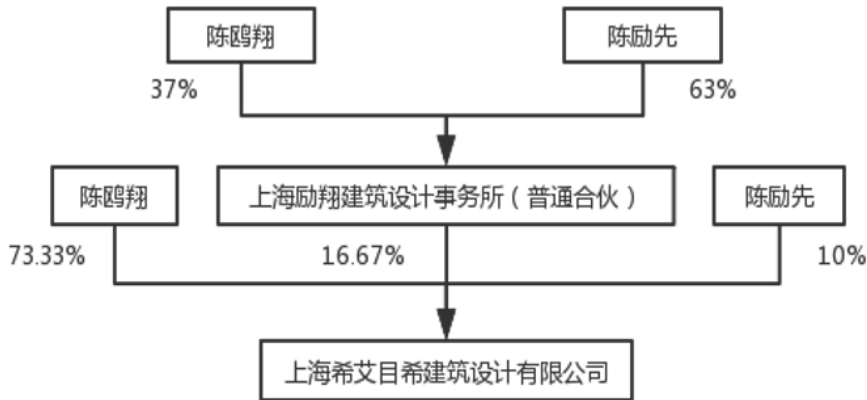 陈鸥翔
陈励先
37%
63%
陈鸥翔
上海励翔建筑设计事务所（普通合伙）
陈励先
73.33%
16.67%
10%
上海希艾目希建筑设计有限公司